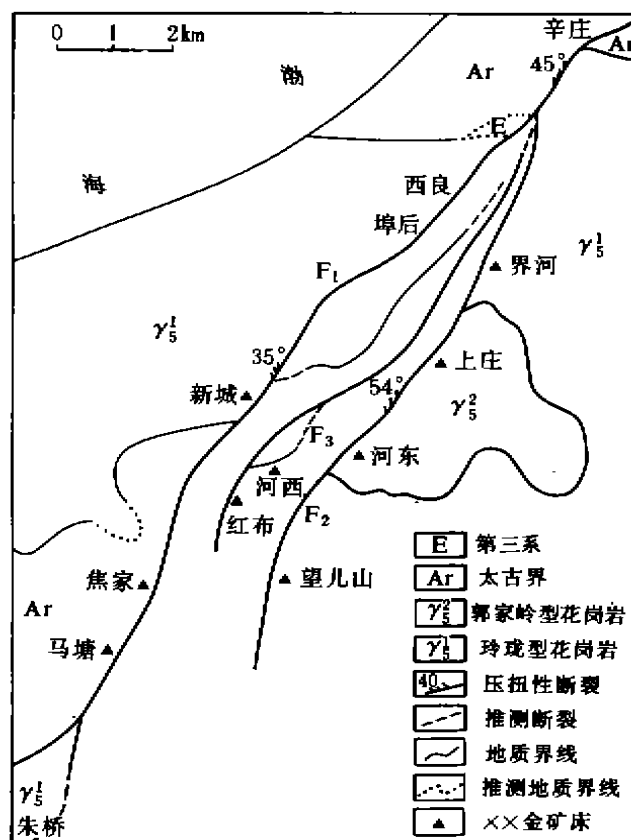 0 1 2km
辛庄
Ar
45°
Ar
渤
海
E
西良
埠后
γ₅¹
界河
F₁
γ₅¹
35°
上庄
新城
54°
γ₅²
F₃
河东
河西
红布
F₂
望儿山
焦家
Ar
马塘
γ₅¹
朱桥
E 第三系
Ar 太古界
γ₅² 郭家岭型花岗岩
γ₅¹ 玲珑型花岗岩
40 压扭性断裂
推测断裂
地质界线
推测地质界线
▲ ××金矿床